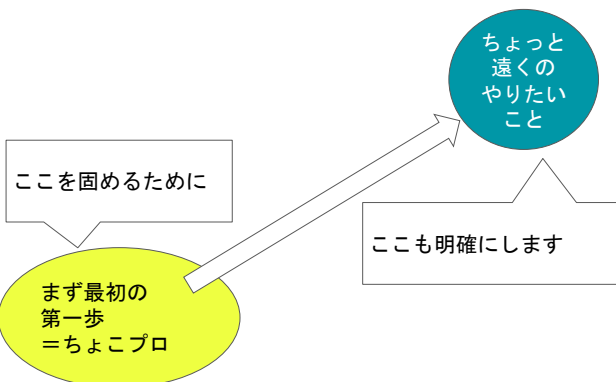 ちょっと
遠くの
やりたい
こと
ここを固めるために
ここも明確にします
まず最初の
第一歩
＝ちょこプロ